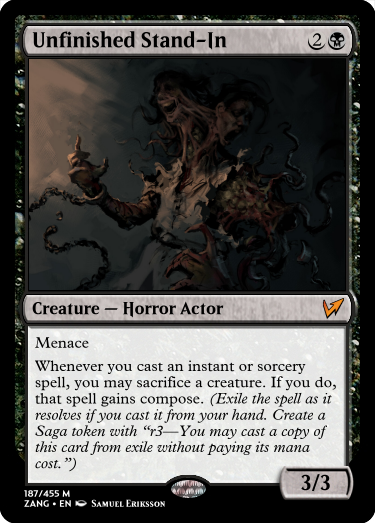 Unfinished Stand-In 2
Creature — Horror Actor
Menace
Whenever you cast an instant or sorcery
spell, you may sacrifice a creature. If you do,
that spell gains compose. (Exile the spell as it
resolves if you cast it from your hand. Create a
Saga token with “r3—You may cast a copy of
this card from exile without paying its mana
cost.”)
3/3
187/455 M
ZANG • EN Samuel Eriksson